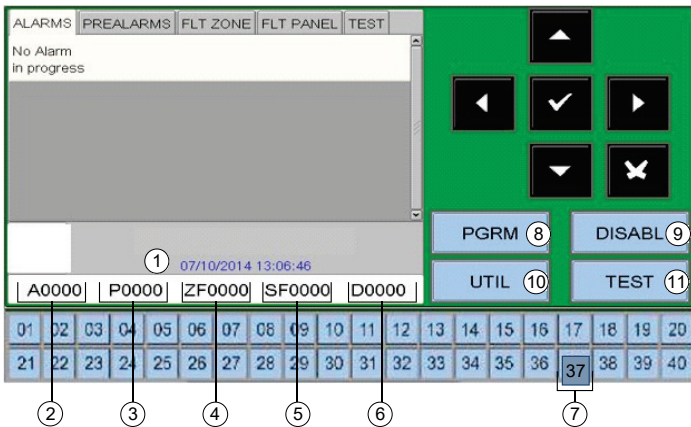 ALARMS PREALARMS FLT ZONE FLT PANEL TEST
No Alarm
in progress
PGRM 8 DISABL 9
1 07/10/2014 13:06:46
UTIL 10 TEST 11
A0000 P0000 ZF0000 SF0000 D0000
01 02 03 04 05 06 07 08 09 10 11 12 13 14 15 16 17 18 19 20
21 22 23 24 25 26 27 28 29 30 31 32 33 34 35 36 37 38 39 40
2 3 4 5 6 7